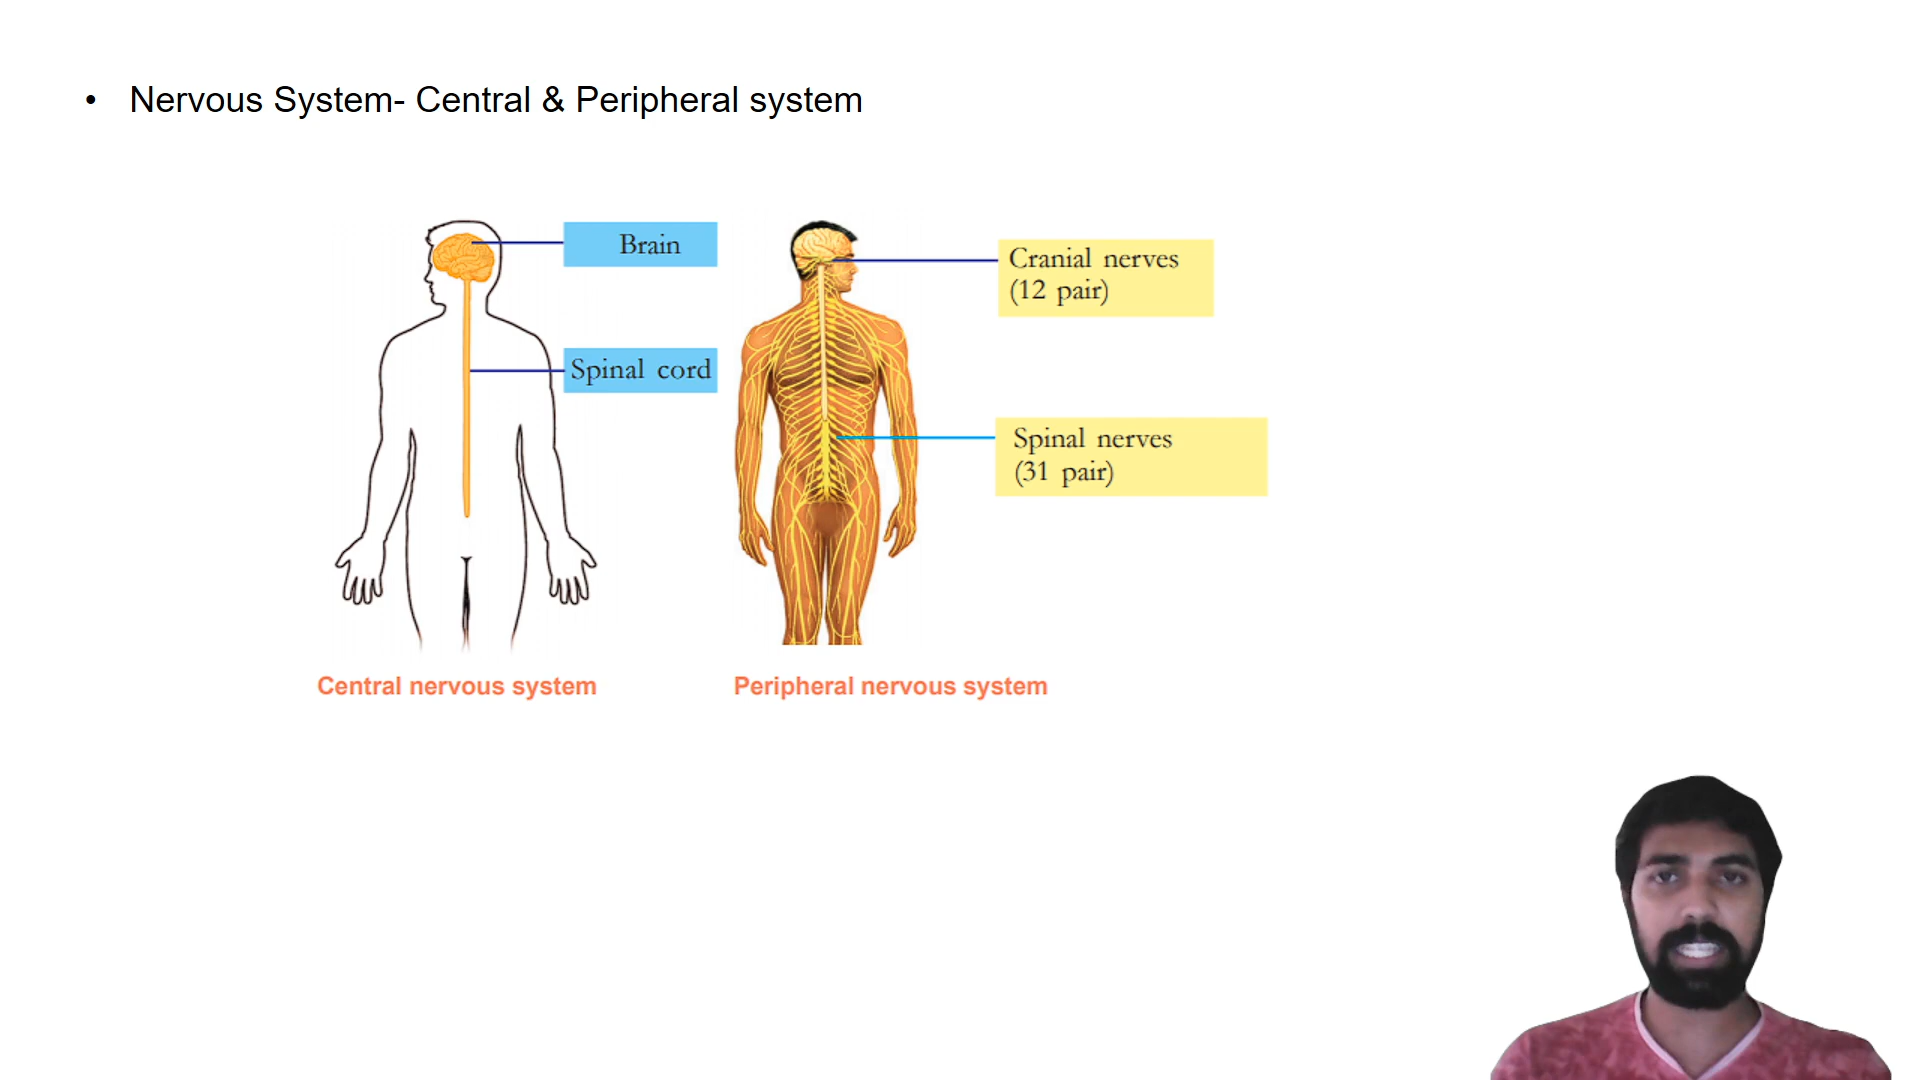 • Nervous System- Central & Peripheral system
Brain
Spinal cord
Cranial nerves
(12 pair)
Spinal nerves
(31 pair)
Central nervous system
Peripheral nervous system